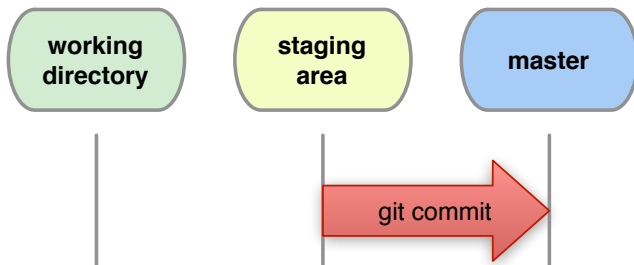 working
directory
staging
area
master
git commit